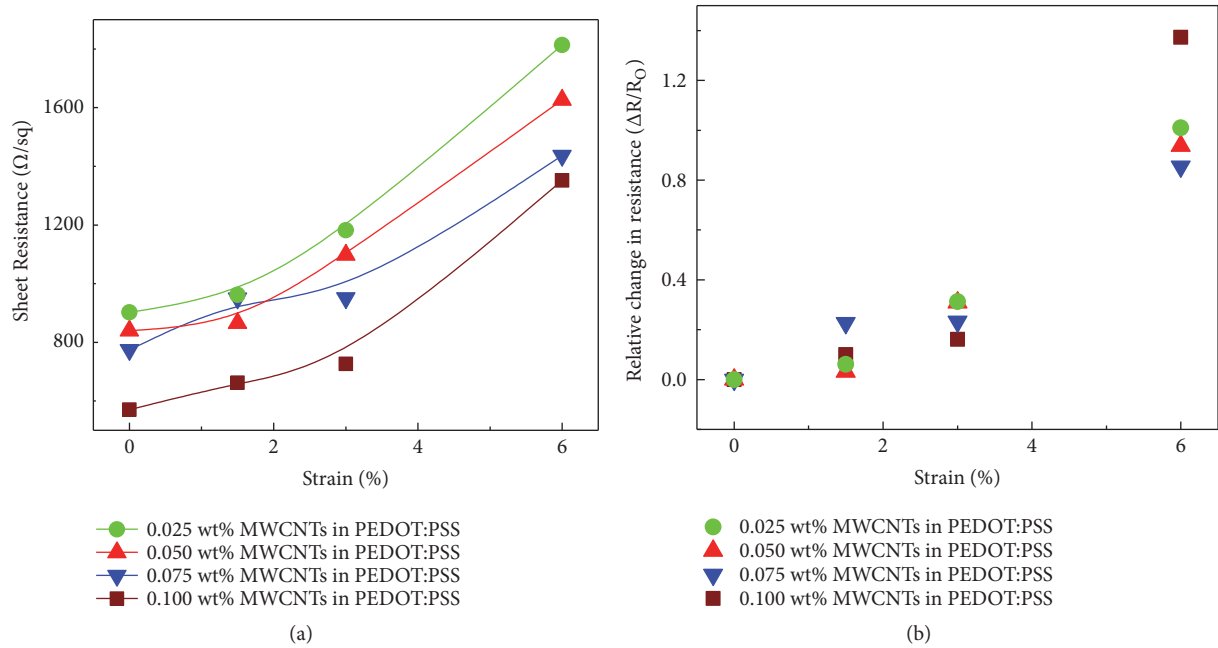 1600
1200
800
Sheet Resistance (Ω/sq)
0
2
4
6
Strain (%)
0.025 wt% MWCNTs in PEDOT:PSS
0.050 wt% MWCNTs in PEDOT:PSS
0.075 wt% MWCNTs in PEDOT:PSS
0.100 wt% MWCNTs in PEDOT:PSS
(a)
1.2
0.8
0.4
0.0
Relative change in resistance (ΔR/R_O)
0
2
4
6
Strain (%)
0.025 wt% MWCNTs in PEDOT:PSS
0.050 wt% MWCNTs in PEDOT:PSS
0.075 wt% MWCNTs in PEDOT:PSS
0.100 wt% MWCNTs in PEDOT:PSS
(b)